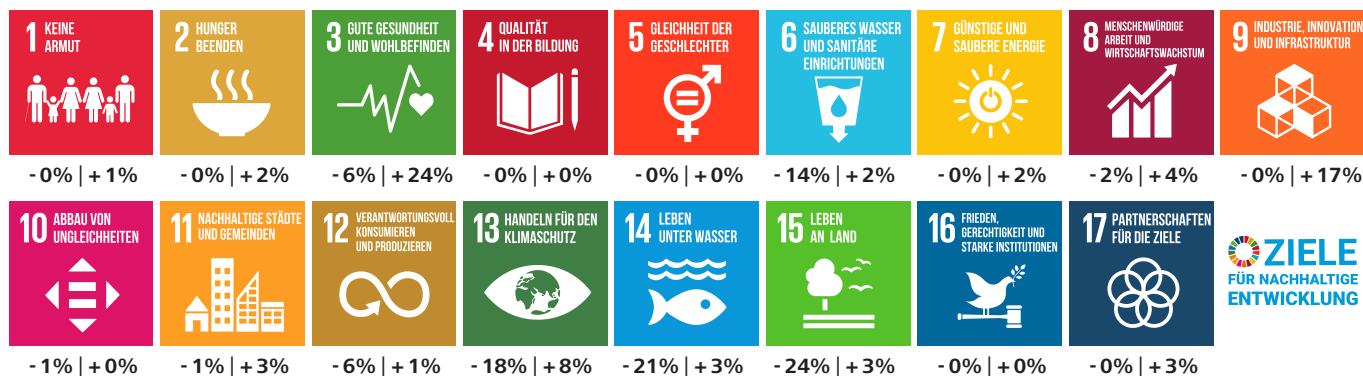 1 KEINE
ARMUT
2 HUNGER
BEENDEN
3 GUTE GESUNDHEIT
UND WOHLBEFINDEN
4 QUALITÄT
IN DER BILDUNG
5 GLEICHHEIT DER
GESCHLECHTER
6 SAUBERES WASSER
UND SANITÄRE
EINRICHTUNGEN
7 GÜNSTIGE UND
SAUBERE ENERGIE
8 MENSCHENWÜRDIGE
ARBEIT UND
WIRTSCHAFTSWACHSTUM
9 INDUSTRIE, INNOVATION
UND INFRASTRUKTUR
-0% | +1%
-0% | +2%
-6% | +24%
-0% | +0%
-0% | +0%
-14% | +2%
-0% | +2%
-2% | +4%
-0% | +17%
10 ABBAU VON
UNGLEICHHEITEN
11 NACHHALTIGE STÄDTE
UND GEMEINDEN
12 VERANTWORTUNGSVOLL
KONSUMIEREN
UND PRODUZIEREN
13 HANDELN FÜR DEN
KLIMASCHUTZ
14 LEBEN
UNTER WASSER
15 LEBEN
AN LAND
16 FRIEDEN,
GERECHTIGKEIT UND
STARKE INSTITUTIONEN
17 PARTNERSCHAFTEN
FÜR DIE ZIELE
ZIELE
FÜR NACHHALTIGE
ENTWICKLUNG
-1% | +0%
-1% | +3%
-6% | +1%
-18% | +8%
-21% | +3%
-24% | +3%
-0% | +0%
-0% | +3%